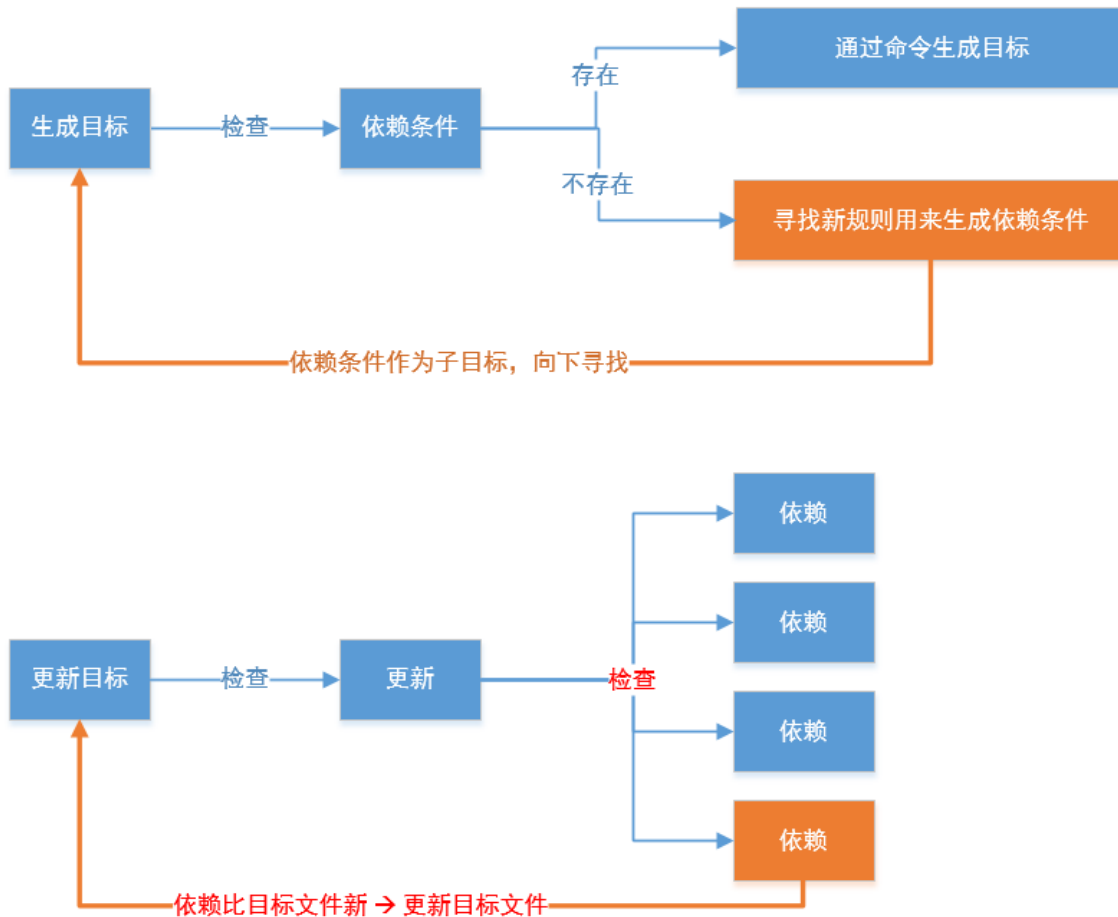 通过命令生成目标
存在
生成目标
检查
依赖条件
不存在
寻找新规则用来生成依赖条件
依赖条件作为子目标，向下寻找
依赖
依赖
更新目标
检查
更新
检查
依赖
依赖
依赖比目标文件新 → 更新目标文件